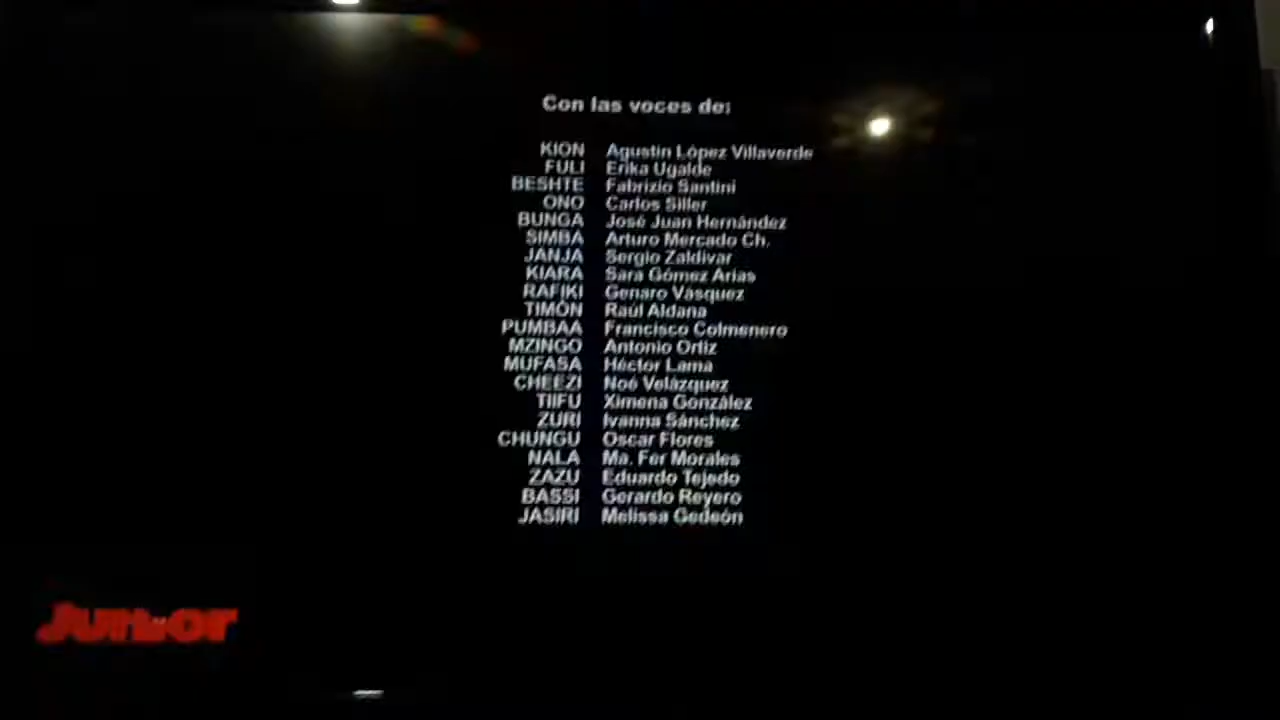 Con las voces de:
KION Agustín López Villaverde
FULI Erika Ugalde
BESHTE Fabrizio Santini
ONO Carlos Siller
BUNGA José Juan Hernández
SIMBA Arturo Mercado Ch.
JANJA Sergio Zaldívar
KIARA Sara Gómez Arias
RAFIKI Genaro Vásquez
TIMÓN Raúl Aldana
PUMBAA Francisco Colmenero
MZINGO Antonio Ortiz
MUFASA Héctor Lama
CHEEZI Noé Velázquez
TIIFU Ximena González
ZURI Ivanna Sánchez
CHUNGU Oscar Flores
NALA Ma. Fer Morales
ZAZU Eduardo Tejedo
BASSI Gerardo Reyero
JASIRI Melissa Gedeón
Junior